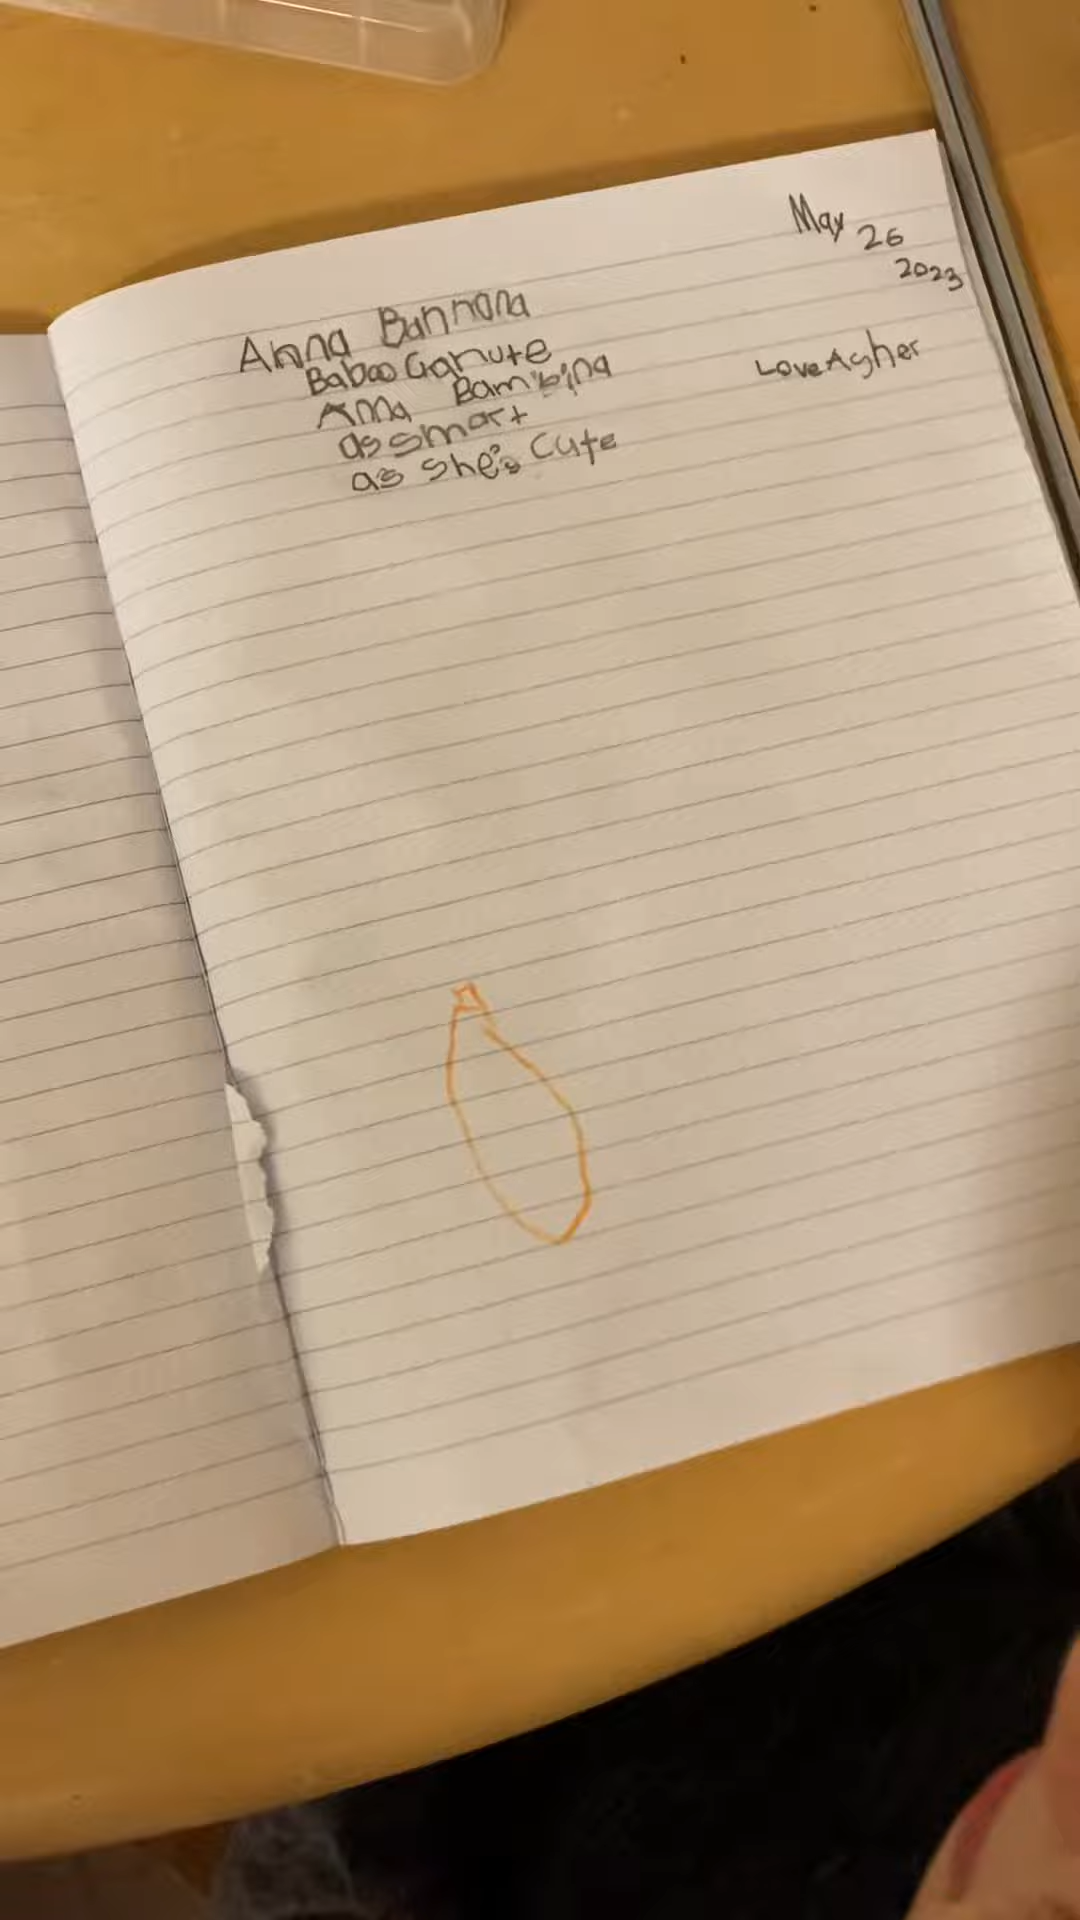 May 26
2023
Anna Bannana
Baboo Ganute
Love Asher
Anna Bambina
as smart
as she's cute